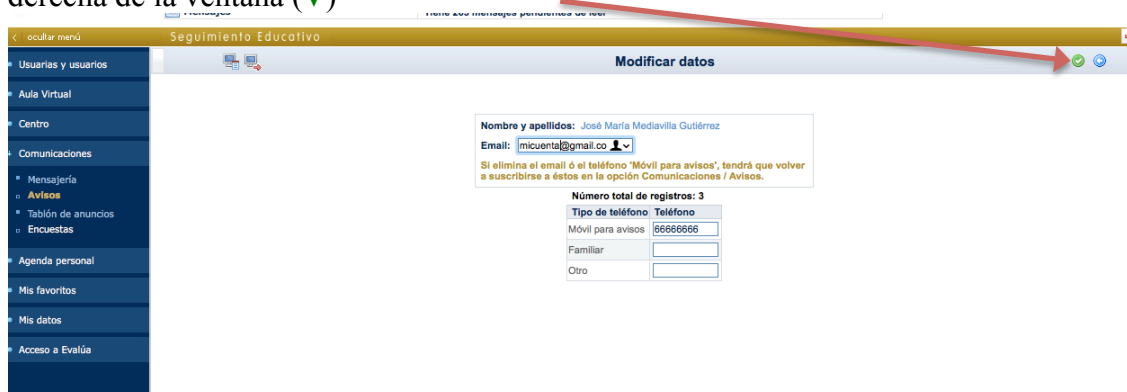 derecha de la ventana (√)
Mensajes Tiene 205 mensajes pendientes de leer
ocultar menú Seguimiento Educativo
Usuarias y usuarios
Modificar datos
Aula Virtual
Centro
Comunicaciones
Mensajería
Avisos
Tablón de anuncios
Encuestas
Agenda personal
Mis favoritos
Mis datos
Acceso a Evalúa
Nombre y apellidos: José María Mediavilla Gutiérrez
Email: micuenta@gmail.co
Si elimina el email ó el teléfono 'Móvil para avisos', tendrá que volver
a suscribirse a éstos en la opción Comunicaciones / Avisos.
Número total de registros: 3
Tipo de teléfono Teléfono
Móvil para avisos 66666666
Familiar
Otro